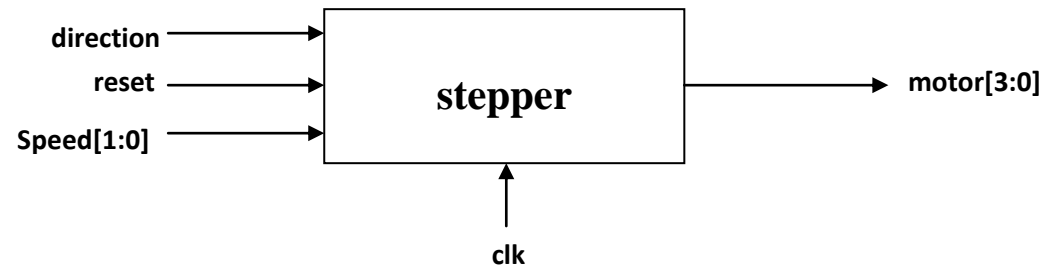 direction
reset
Speed[1:0]
stepper
motor[3:0]
clk